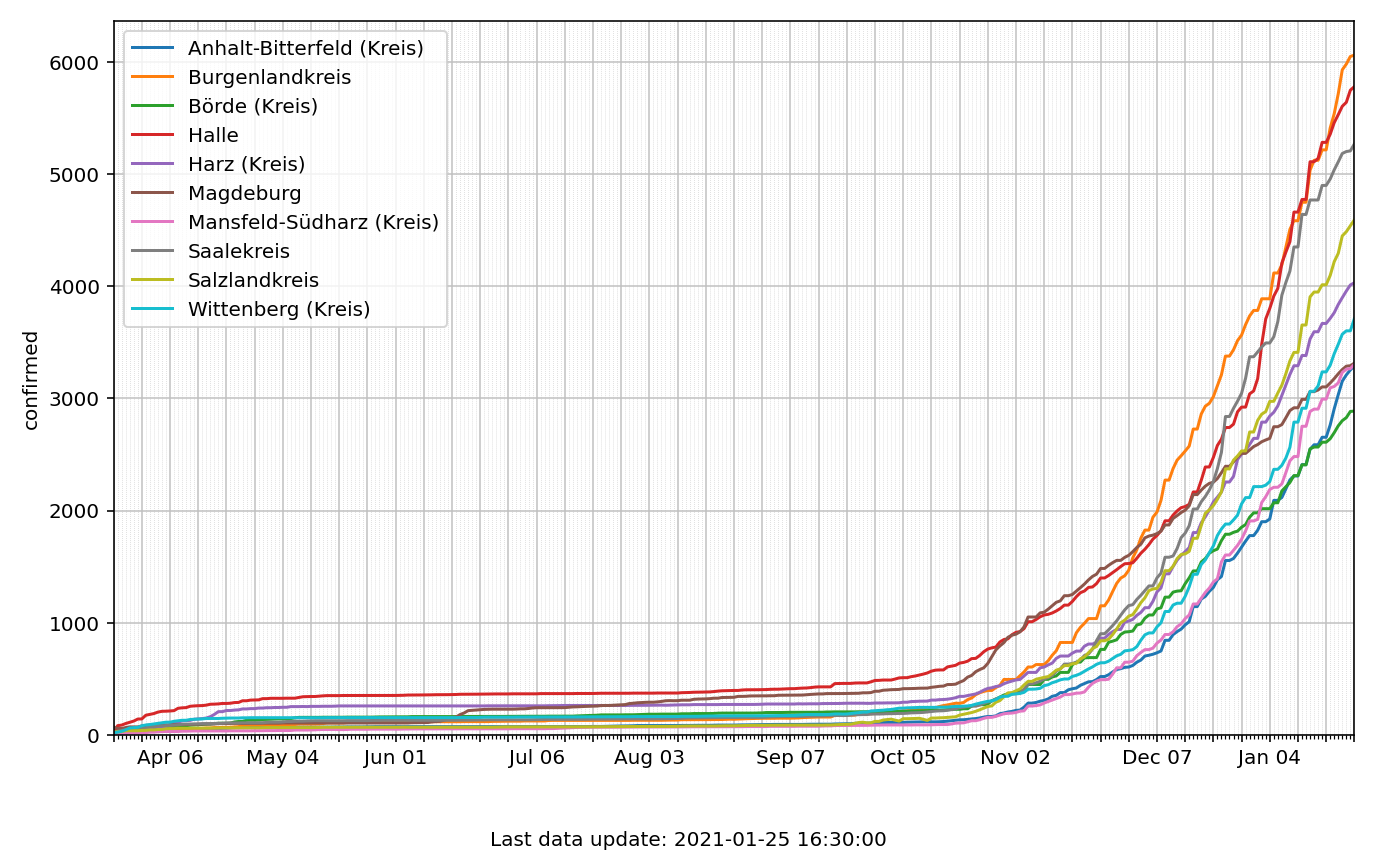 Anhalt-Bitterfeld (Kreis)
Burgenlandkreis
Börde (Kreis)
Halle
Harz (Kreis)
Magdeburg
Mansfeld-Südharz (Kreis)
Saalekreis
Salzlandkreis
Wittenberg (Kreis)
confirmed
6000
5000
4000
3000
2000
1000
0
Apr 06 May 04 Jun 01 Jul 06 Aug 03 Sep 07 Oct 05 Nov 02 Dec 07 Jan 04
Last data update: 2021-01-25 16:30:00